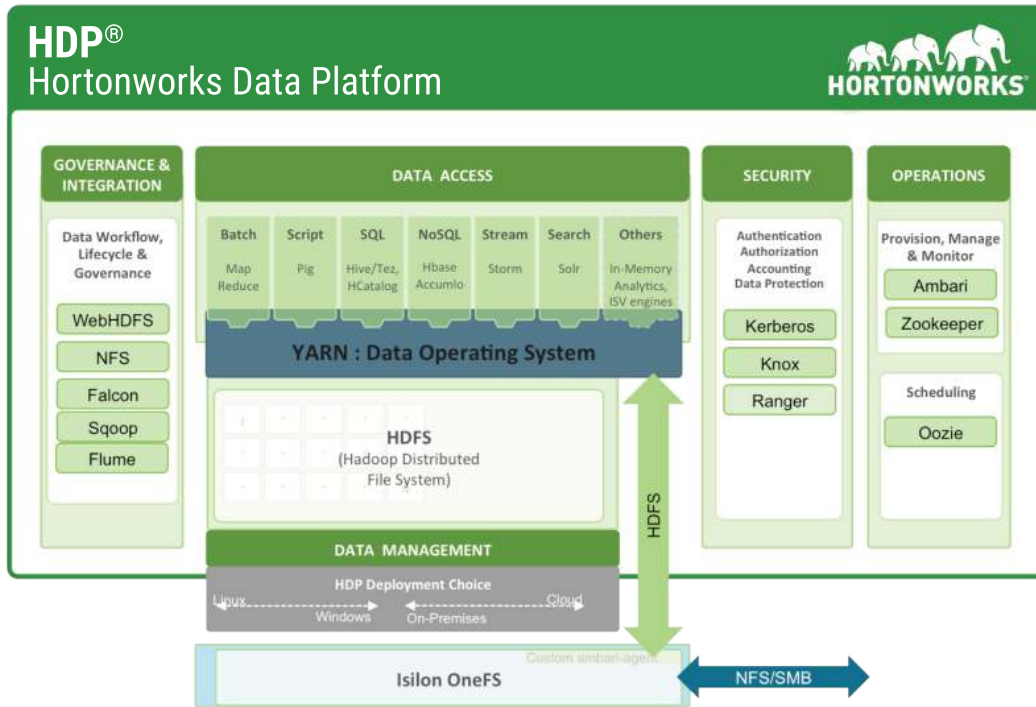 HDP®
Hortonworks Data Platform
HORTONWORKS
GOVERNANCE &
INTEGRATION
Data Workflow,
Lifecycle &
Governance
WebHDFS
NFS
Falcon
Sqoop
Flume
DATA ACCESS
Batch
Map
Reduce
Script
Pig
SQL
Hive/Tez,
HCatalog
NoSQL
Hbase
Accumlo
Stream
Storm
Search
Solr
Others
In-Memory
Analytics,
ISV engines
YARN : Data Operating System
HDFS
(Hadoop Distributed
File System)
DATA MANAGEMENT
HDP Deployment Choice
Linux
Windows
On-Premises
Cloud
HDFS
Custom ambari-agent
Isilon OneFS
NFS/SMB
SECURITY
Authentication
Authorization
Accounting
Data Protection
Kerberos
Knox
Ranger
OPERATIONS
Provision, Manage
& Monitor
Ambari
Zookeeper
Scheduling
Oozie